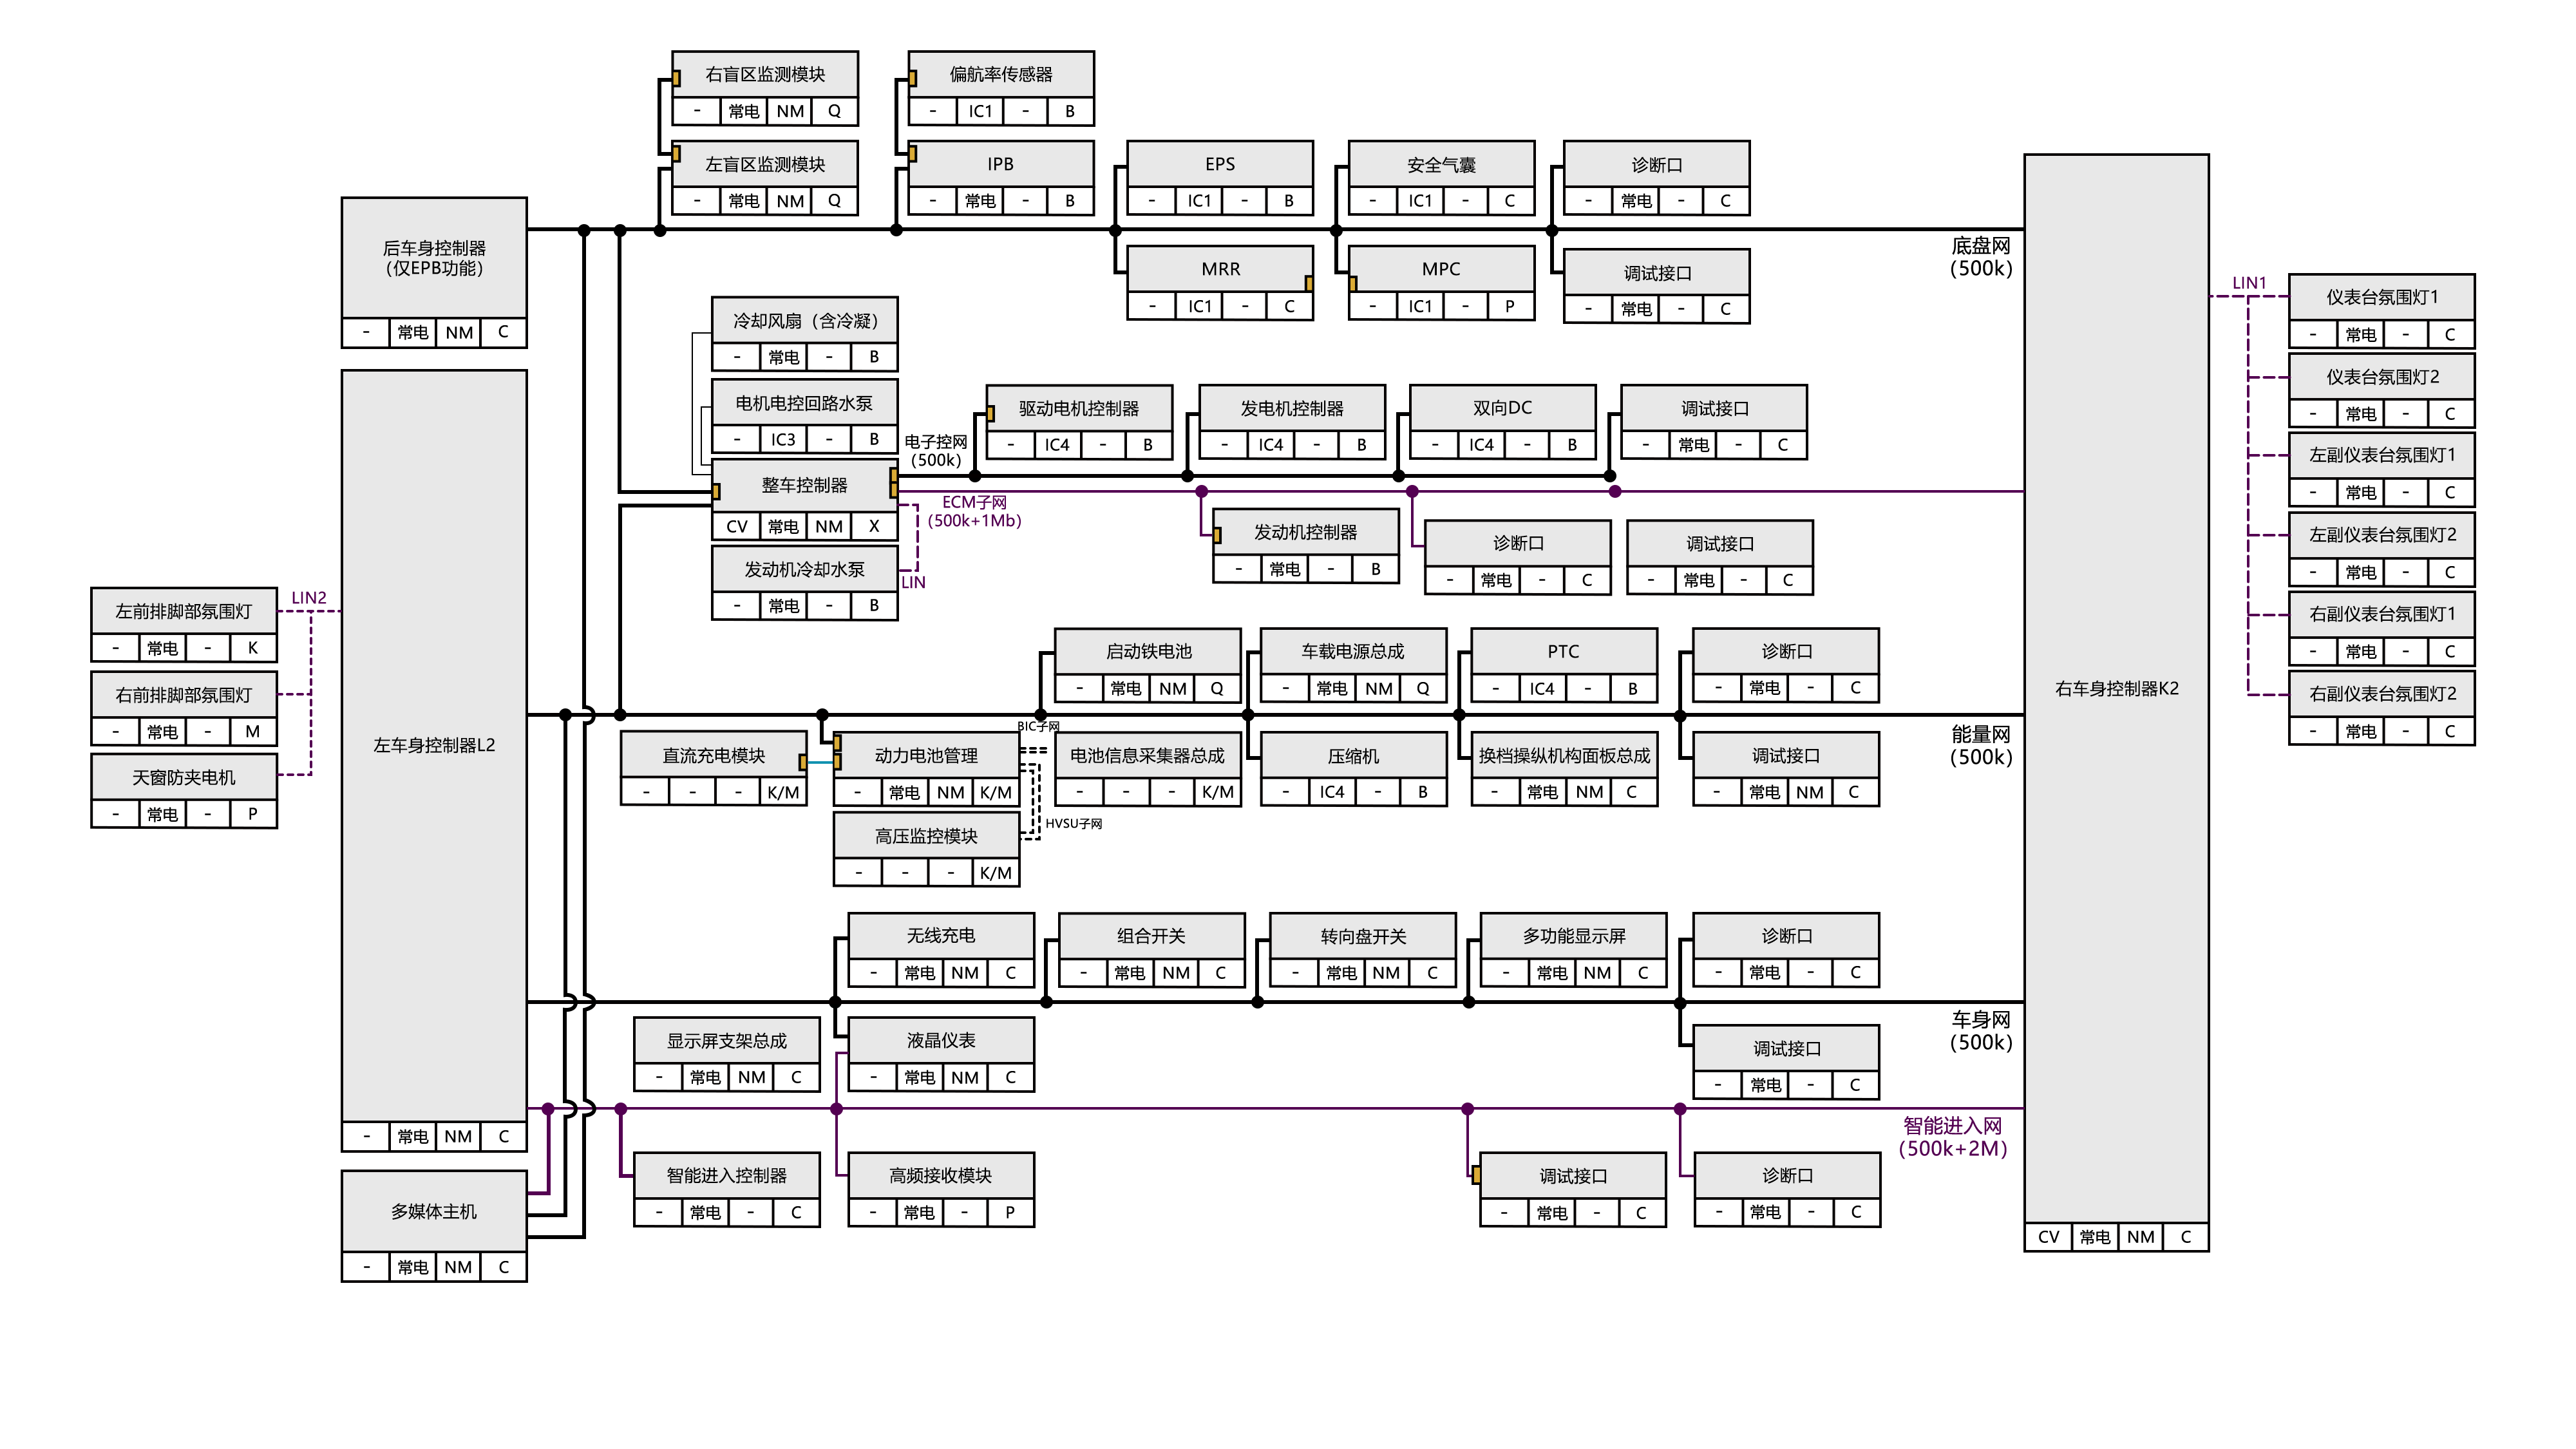 右盲区监测模块
- 常电 NM Q
偏航率传感器
- IC1 - B
左盲区监测模块
- 常电 NM Q
IPB
- 常电 - B
EPS
- IC1 - B
安全气囊
- IC1 - C
诊断口
- 常电 - C
后车身控制器
(仅EPB功能)
- 常电 NM C
底盘网
(500k)
MRR
- IC1 - C
MPC
- IC1 - P
调试接口
- 常电 - C
LIN1
仪表台氛围灯1
- 常电 - C
仪表台氛围灯2
- 常电 - C
左副仪表台氛围灯1
- 常电 - C
左副仪表台氛围灯2
- 常电 - C
右副仪表台氛围灯1
- 常电 - C
右副仪表台氛围灯2
- 常电 - C
冷却风扇（含冷凝）
- 常电 - B
电机电控回路水泵
- IC3 - B
整车控制器
CV 常电 NM X
发动机冷却水泵
- 常电 - B
LIN
电子控网
(500k)
驱动电机控制器
- IC4 - B
发电机控制器
- IC4 - B
双向DC
- IC4 - B
调试接口
- 常电 - C
ECM子网
(500k+1Mb)
发动机控制器
- 常电 - B
诊断口
- 常电 - C
调试接口
- 常电 - C
LIN2
左前排脚部氛围灯
- 常电 - K
右前排脚部氛围灯
- 常电 - M
天窗防夹电机
- 常电 - P
左车身控制器L2
- 常电 NM C
右车身控制器K2
CV 常电 NM C
启动铁电池
- 常电 NM Q
车载电源总成
- 常电 NM Q
PTC
- IC4 - B
诊断口
- 常电 - C
能量网
(500k)
BIC子网
直流充电模块
- - - K/M
动力电池管理
- 常电 NM K/M
电池信息采集器总成
- - - K/M
压缩机
- IC4 - B
换档操纵机构面板总成
- 常电 NM C
调试接口
- 常电 NM C
HVSU子网
高压监控模块
- - - K/M
无线充电
- 常电 NM C
组合开关
- 常电 NM C
转向盘开关
- 常电 NM C
多功能显示屏
- 常电 NM C
诊断口
- 常电 - C
车身网
(500k)
显示屏支架总成
- 常电 NM C
液晶仪表
- 常电 NM C
调试接口
- 常电 - C
智能进入网
(500k+2M)
多媒体主机
- 常电 NM C
智能进入控制器
- 常电 - C
高频接收模块
- 常电 - P
调试接口
- 常电 - C
诊断口
- 常电 - C